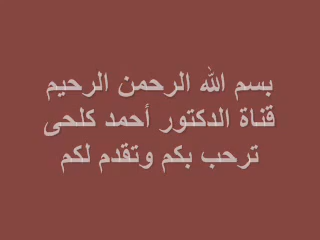 بسم الله الرحمن الرحيم
قناة الدكتور أحمد كلحى
ترحب بكم وتقدم لكم